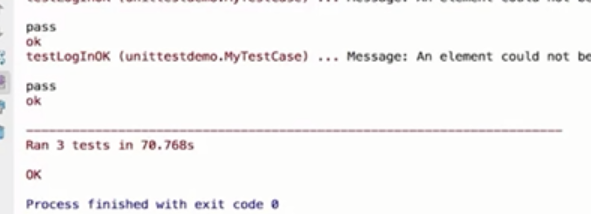 pass
ok
testLogInOK (unittestdemo.MyTestCase) ... Message: An element could not be
pass
ok
Ran 3 tests in 70.768s
OK
Process finished with exit code 0